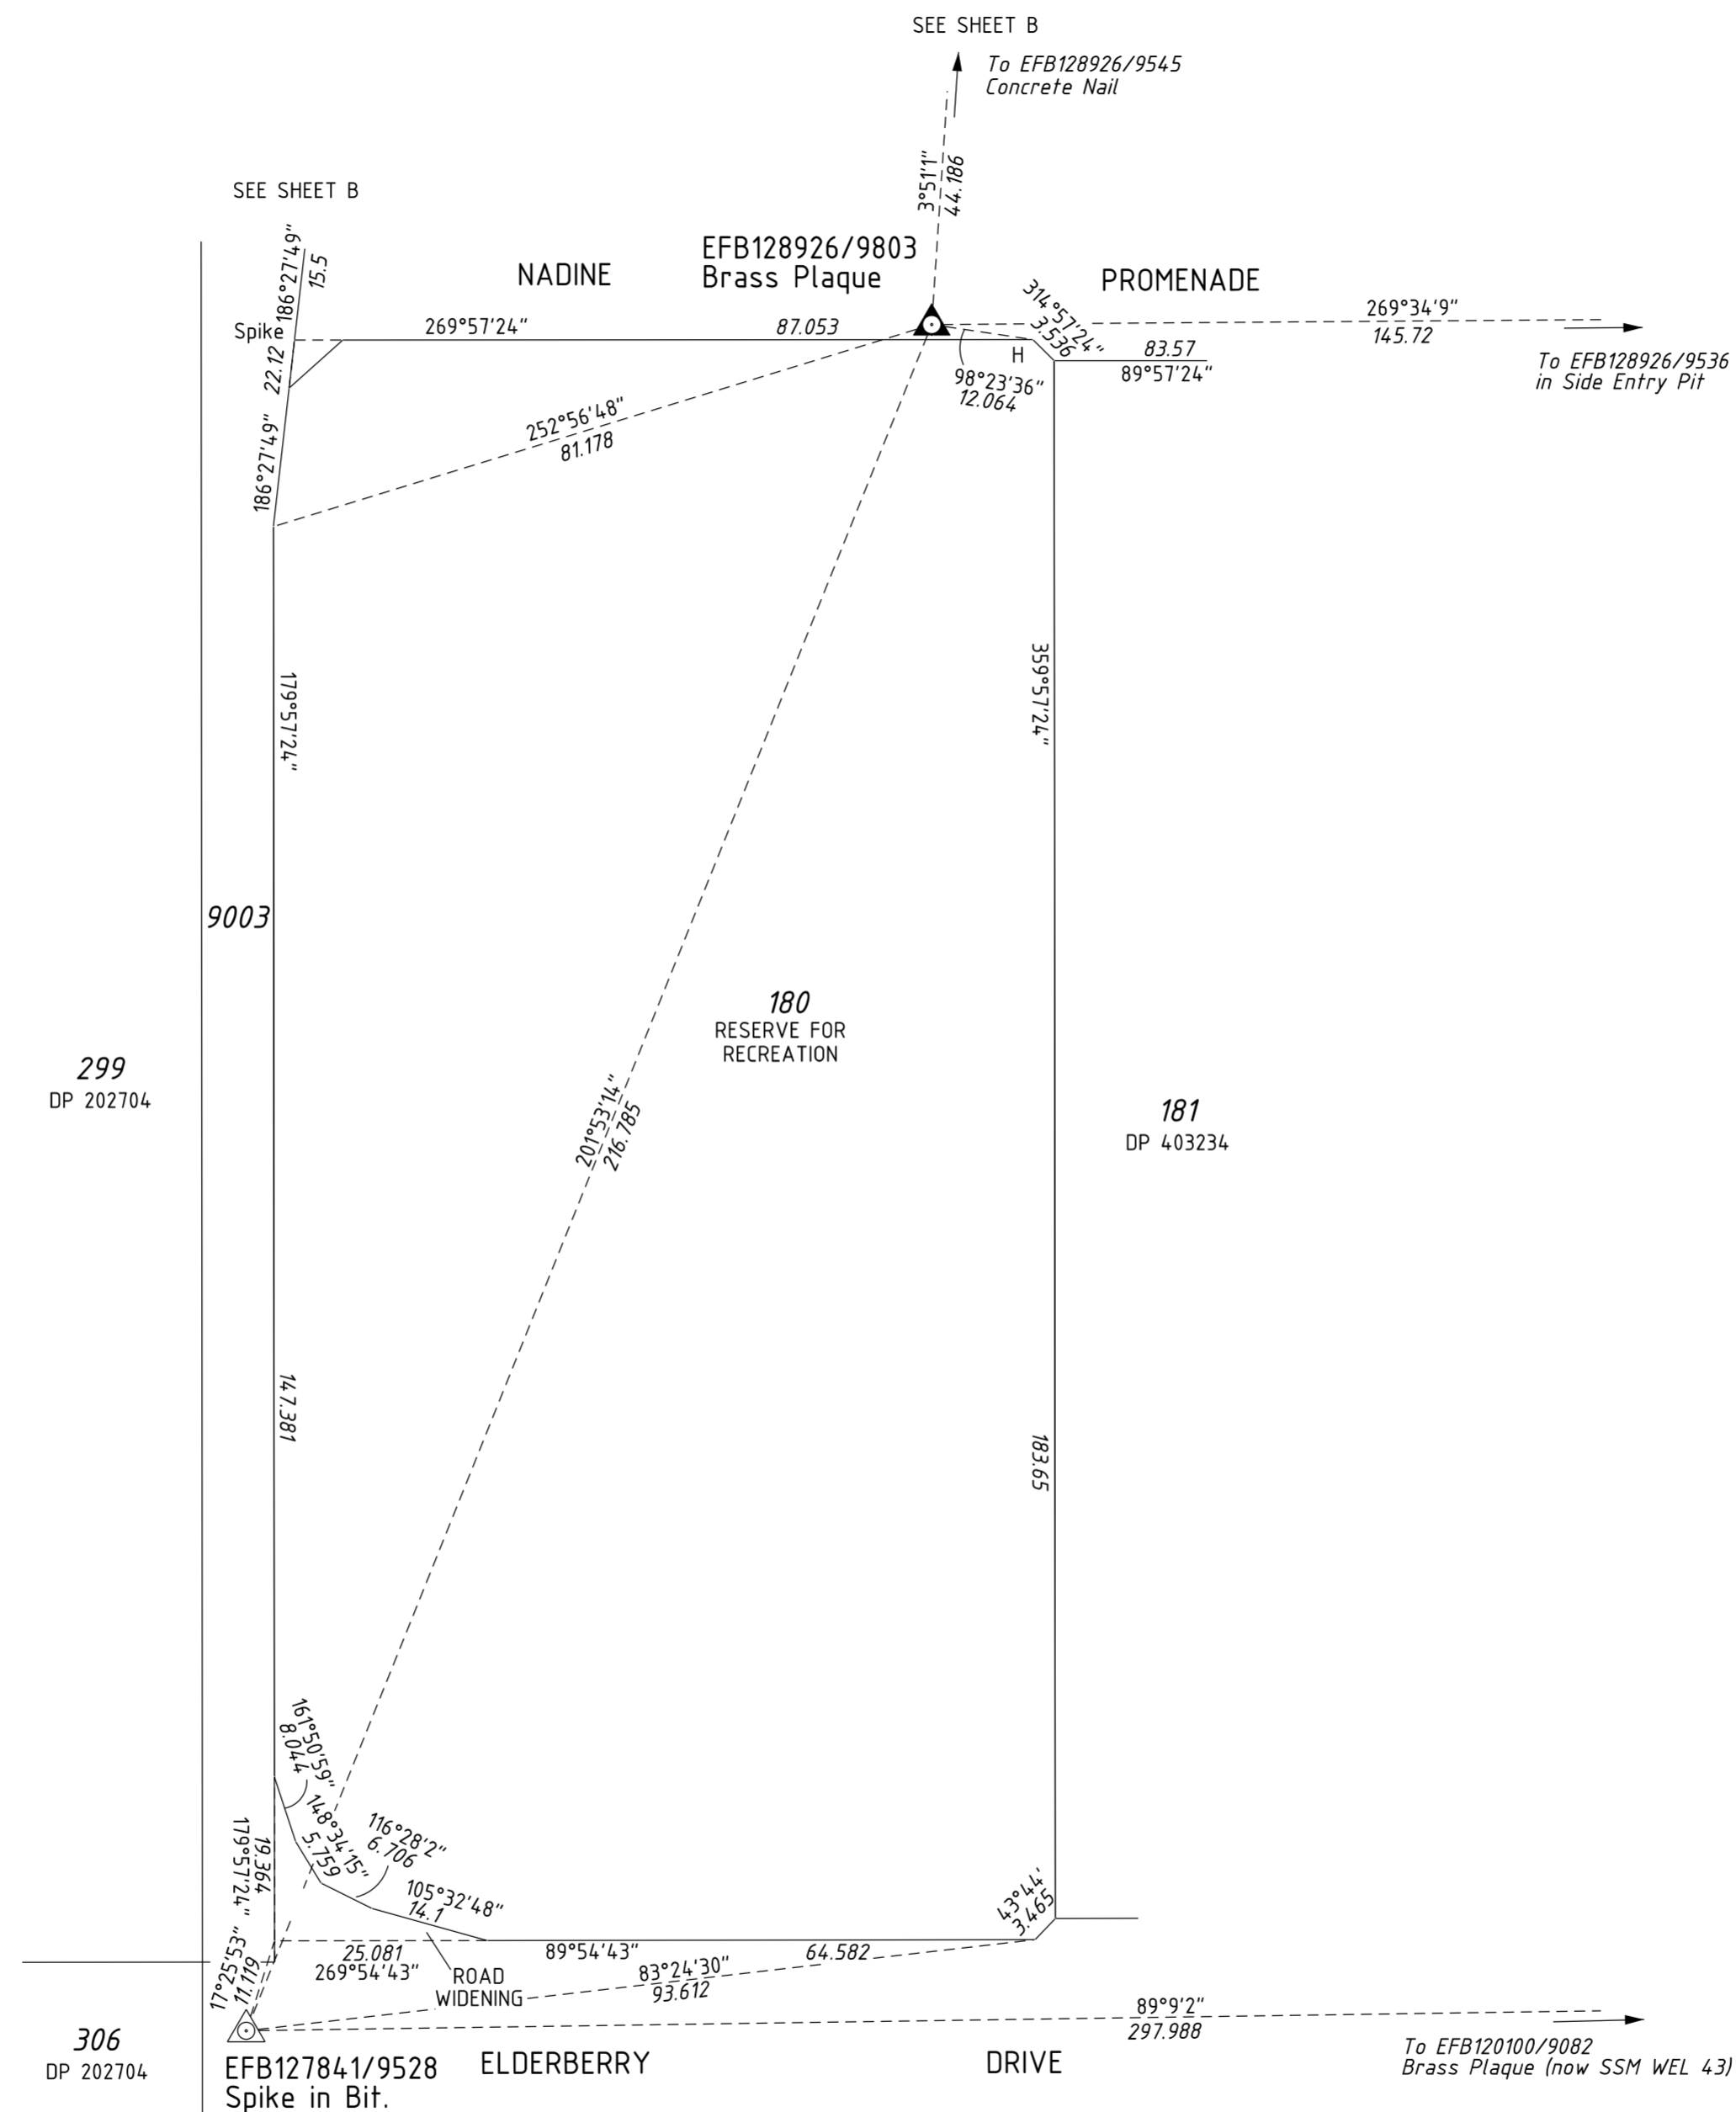 SEE SHEET B
To EFB128926/9545
Concrete Nail
3°51'1"
44.186
SEE SHEET B
186°27'49"
15.5
NADINE
EFB128926/9803
Brass Plaque
PROMENADE
314°57'24"
3.536
269°34'9"
145.72
To EFB128926/9536
in Side Entry Pit
Spike
269°57'24"
87.053
H
83.57
89°57'24"
98°23'36"
12.064
22.12
186°27'49"
252°56'48"
81.178
179°57'24"
359°57'24"
9003
180
RESERVE FOR
RECREATION
299
DP 202704
201°53'14"
216.785
181
DP 403234
147.381
183.65
161°50'59"
8.044
148°34'15"
5.759
116°28'2"
6.706
105°32'48"
14.1
19.364
179°57'24"
43°44'
3.465
25.081
269°54'43"
89°54'43"
64.582
17°25'53"
11.119
ROAD
WIDENING
83°24'30"
93.612
89°9'2"
297.988
306
DP 202704
EFB127841/9528
Spike in Bit.
ELDERBERRY
DRIVE
To EFB120100/9082
Brass Plaque (now SSM WEL 43)